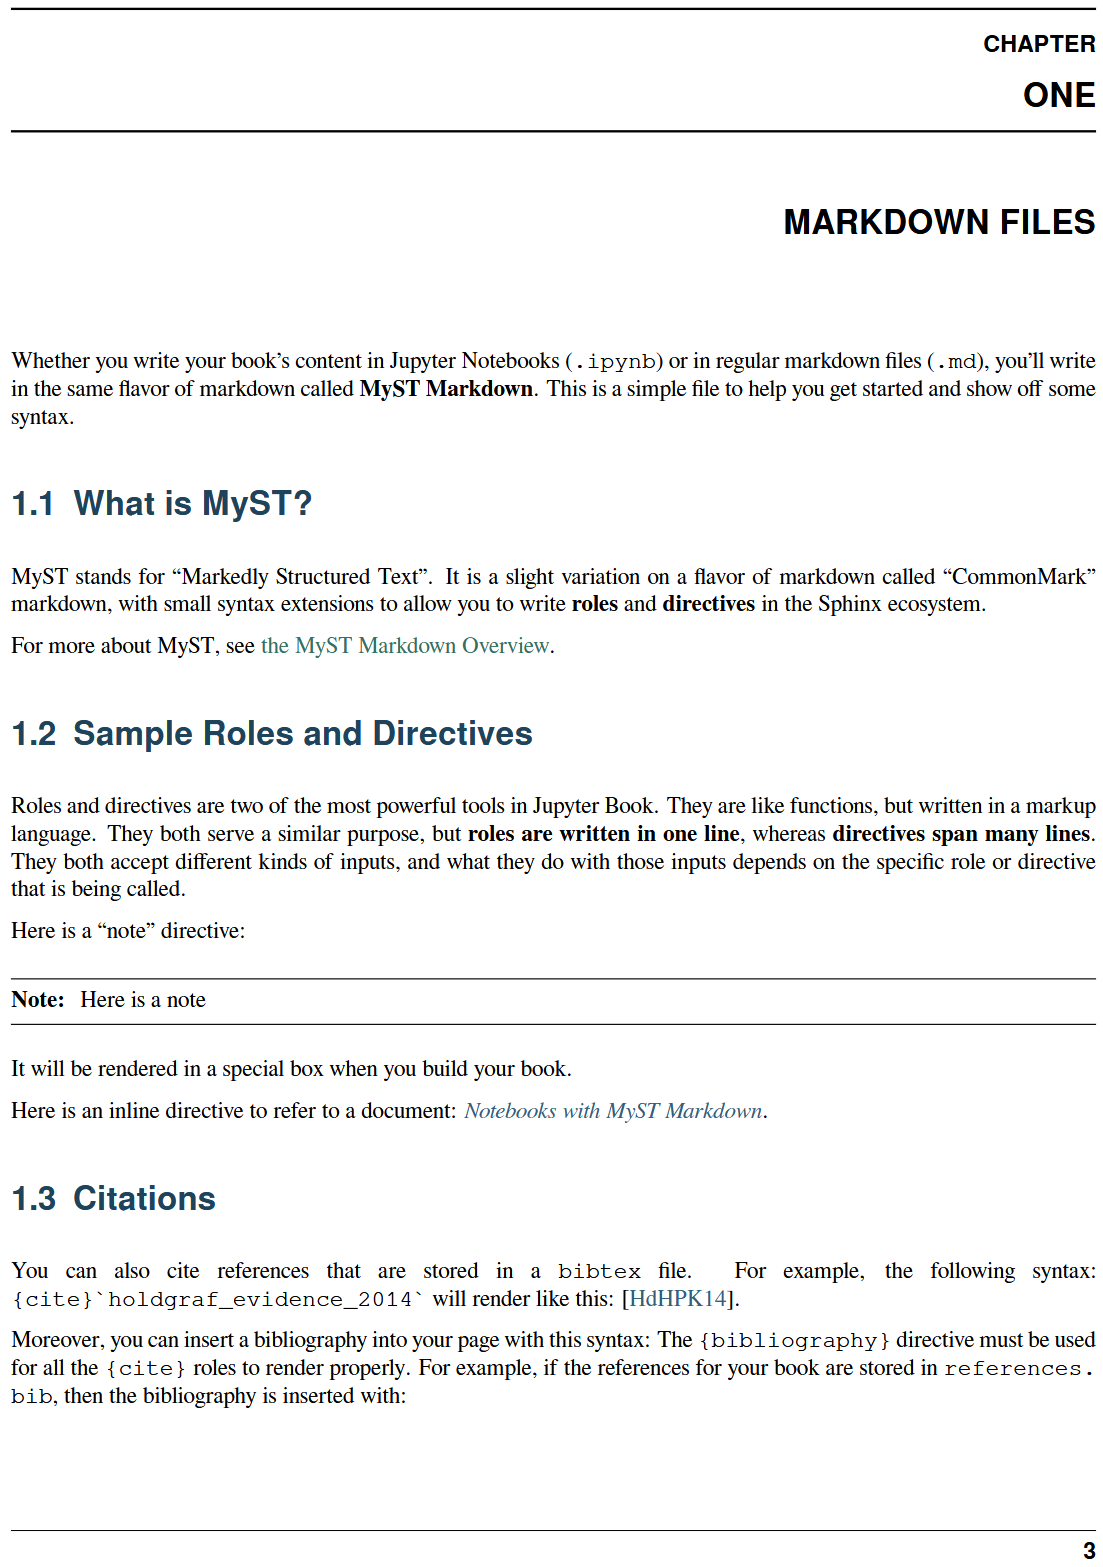 CHAPTER
ONE
MARKDOWN FILES
Whether you write your book’s content in Jupyter Notebooks (.ipynb) or in regular markdown files (.md), you’ll write
in the same flavor of markdown called MyST Markdown. This is a simple file to help you get started and show off some
syntax.
1.1 What is MyST?
MyST stands for “Markedly Structured Text”. It is a slight variation on a flavor of markdown called “CommonMark”
markdown, with small syntax extensions to allow you to write roles and directives in the Sphinx ecosystem.
For more about MyST, see the MyST Markdown Overview.
1.2 Sample Roles and Directives
Roles and directives are two of the most powerful tools in Jupyter Book. They are like functions, but written in a markup
language. They both serve a similar purpose, but roles are written in one line, whereas directives span many lines.
They both accept different kinds of inputs, and what they do with those inputs depends on the specific role or directive
that is being called.
Here is a “note” directive:
Note: Here is a note
It will be rendered in a special box when you build your book.
Here is an inline directive to refer to a document: Notebooks with MyST Markdown.
1.3 Citations
You can also cite references that are stored in a bibtex file. For example, the following syntax:
{cite}`holdgraf_evidence_2014` will render like this: [HdHPK14].
Moreover, you can insert a bibliography into your page with this syntax: The {bibliography} directive must be used
for all the {cite} roles to render properly. For example, if the references for your book are stored in references.
bib, then the bibliography is inserted with:
3